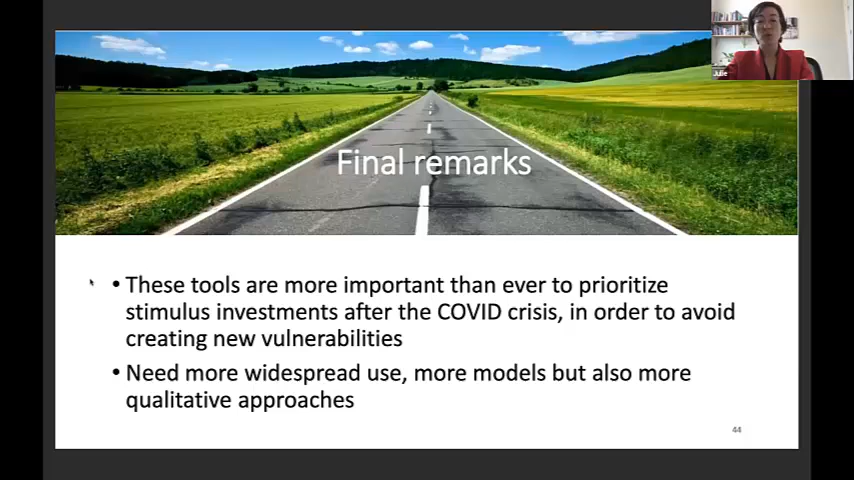 Julie
Final remarks
• These tools are more important than ever to prioritize
stimulus investments after the COVID crisis, in order to avoid
creating new vulnerabilities
• Need more widespread use, more models but also more
qualitative approaches
44